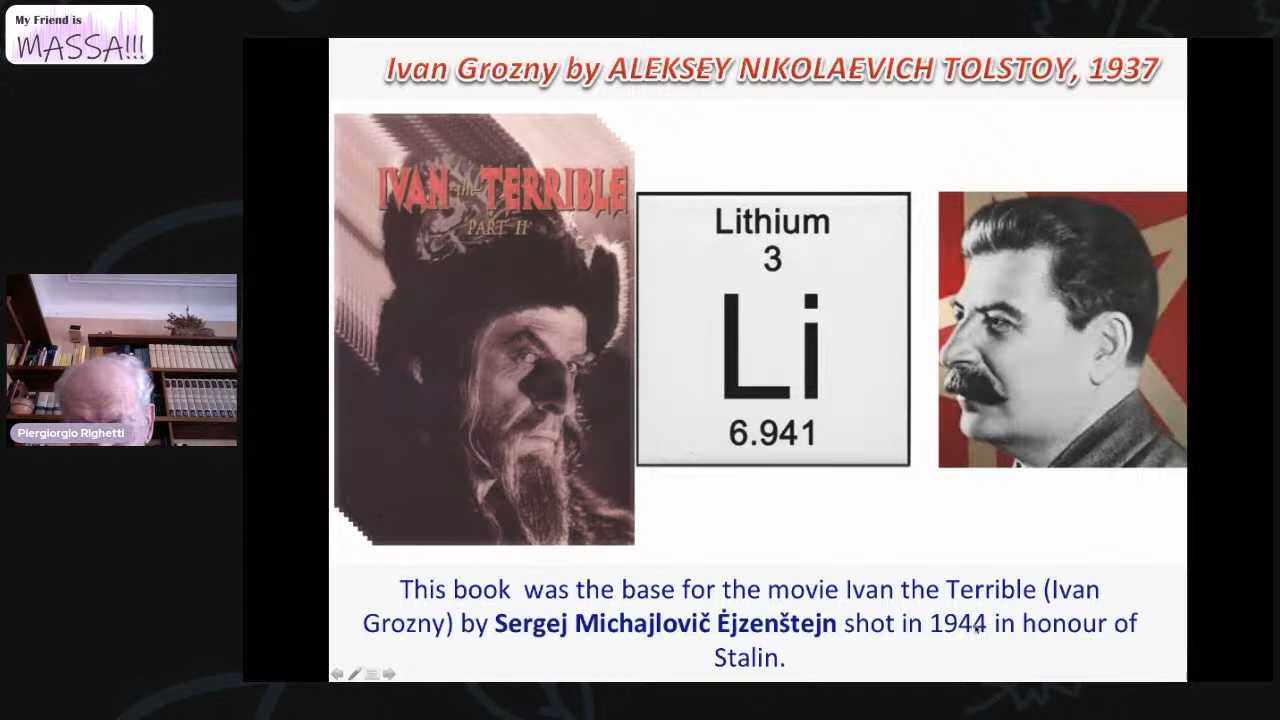 My Friend is
MASSA!!!
Ivan Grozny by ALEKSEY NIKOLAEVICH TOLSTOY, 1937
IVAN the TERRIBLE
PART II
Lithium
3
Li
6.941
Piergiorgio Righetti
This book was the base for the movie Ivan the Terrible (Ivan
Grozny) by Sergej Michajlovič Ėjzenštejn shot in 1944 in honour of
Stalin.